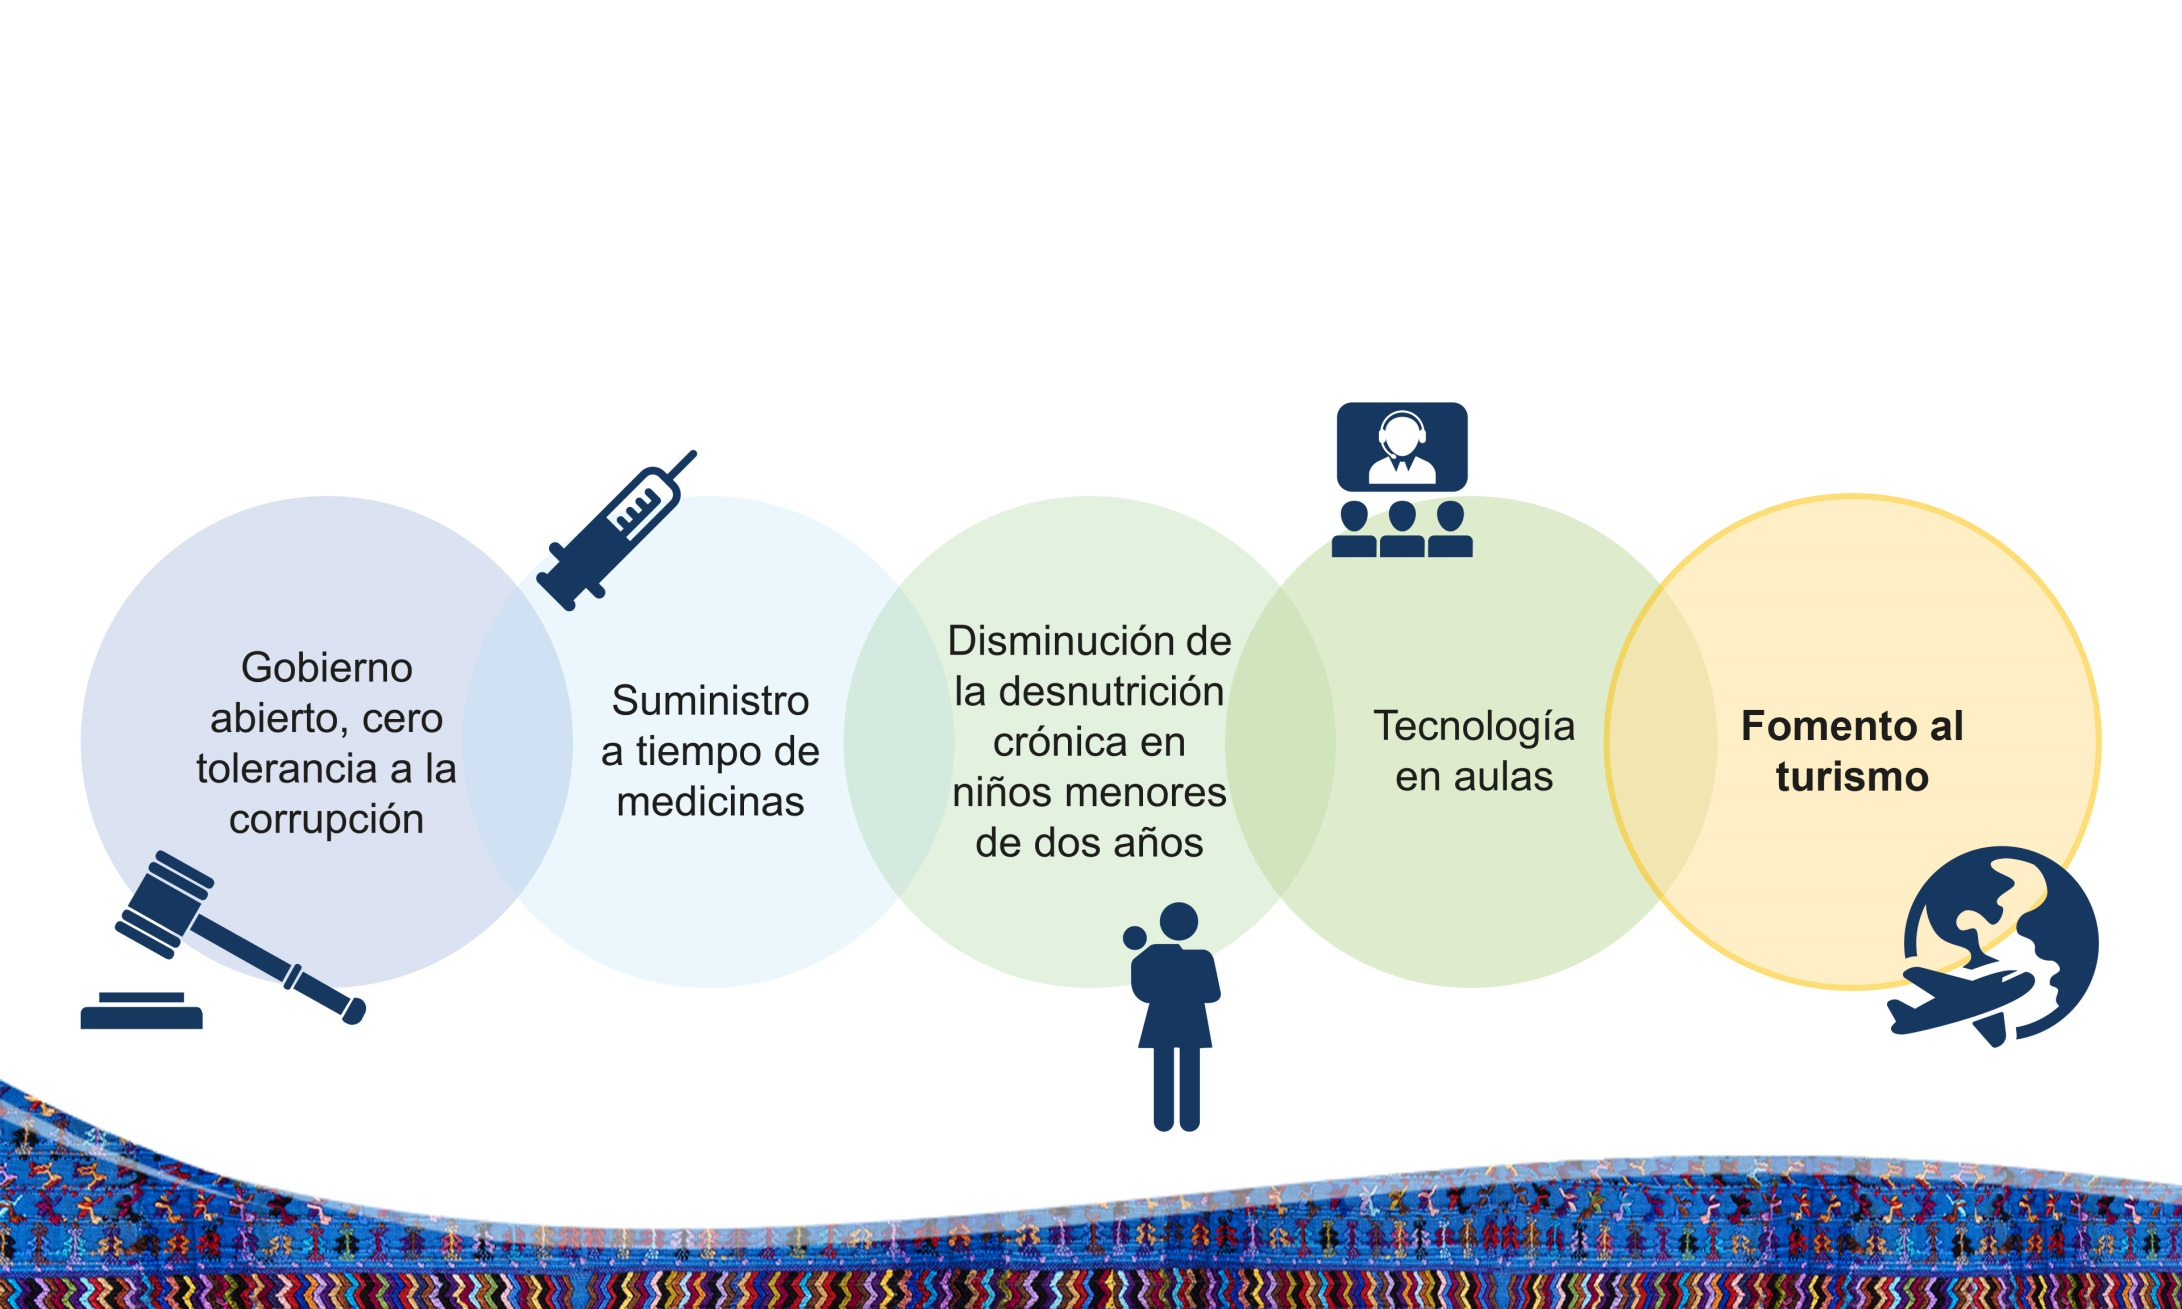 Gobierno
abierto, cero
tolerancia a la
corrupción
Suministro
a tiempo de
medicinas
Disminución de
la desnutrición
crónica en
niños menores
de dos años
Tecnología
en aulas
Fomento al
turismo